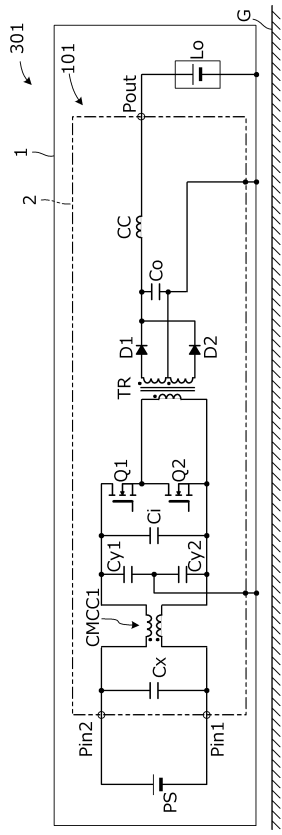 301
101
1
2
G
Pout
Lo
CC
Co
D1
D2
TR
Q1
Q2
Ci
Cy1
Cy2
CMCC1
Cx
Pin2
Pin1
PS